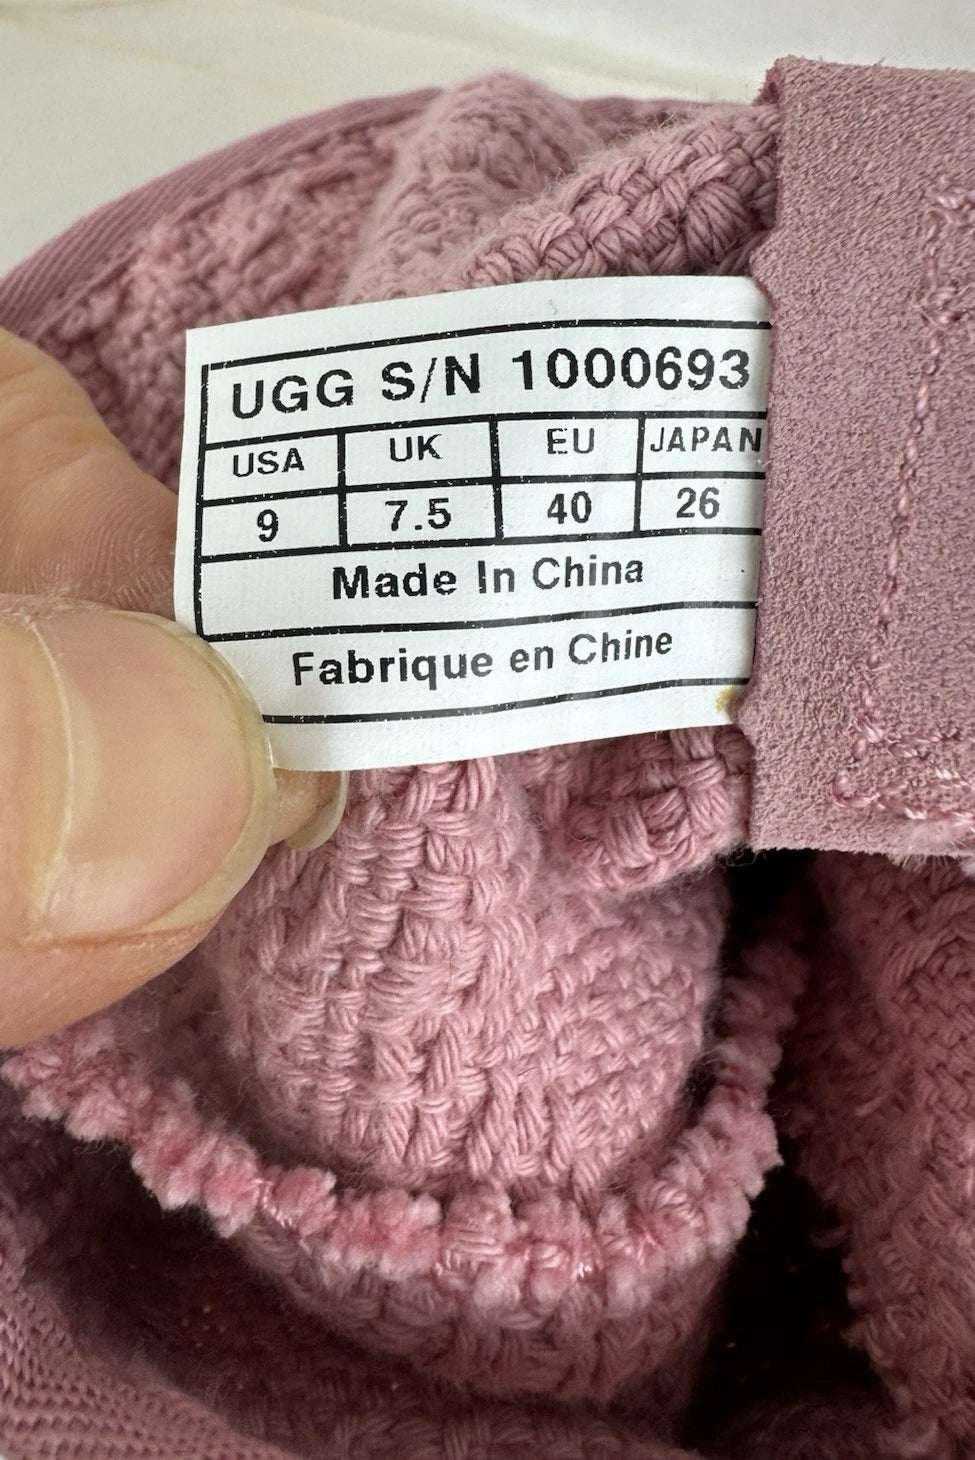 UGG S/N 1000693
USA UK EU JAPAN
9 7.5 40 26
Made In China
Fabrique en Chine